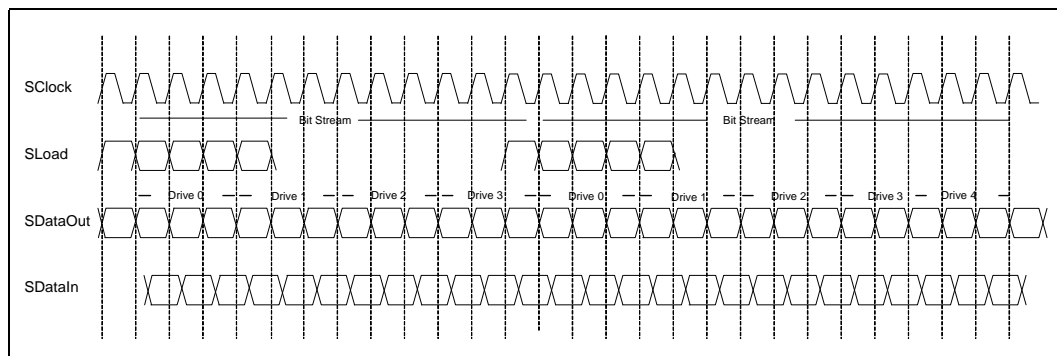 SClock
Bit Stream Bit Stream
SLoad
Drive 0 Drive 1 Drive 2 Drive 3 Drive 0 Drive 1 Drive 2 Drive 3 Drive 4
SDataOut
SDataIn